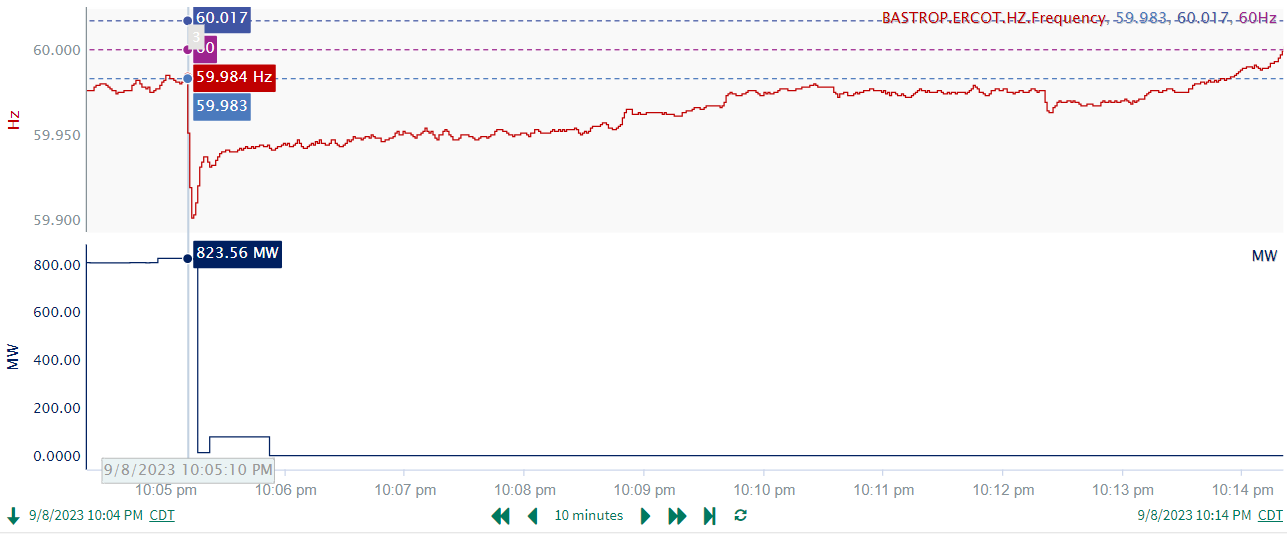 60.017
BASTROP.ERCOT.HZ.Frequency, 59.983, 60.017, 60Hz
3
60
60.000
59.984 Hz
59.983
Hz
59.950
59.900
823.56 MW
MW
800.00
600.00
MW
400.00
200.00
0.0000
9/8/2023 10:05:10 PM
10:05 pm 10:06 pm 10:07 pm 10:08 pm 10:09 pm 10:10 pm 10:11 pm 10:12 pm 10:13 pm 10:14 pm
9/8/2023 10:04 PM CDT 10 minutes 9/8/2023 10:14 PM CDT